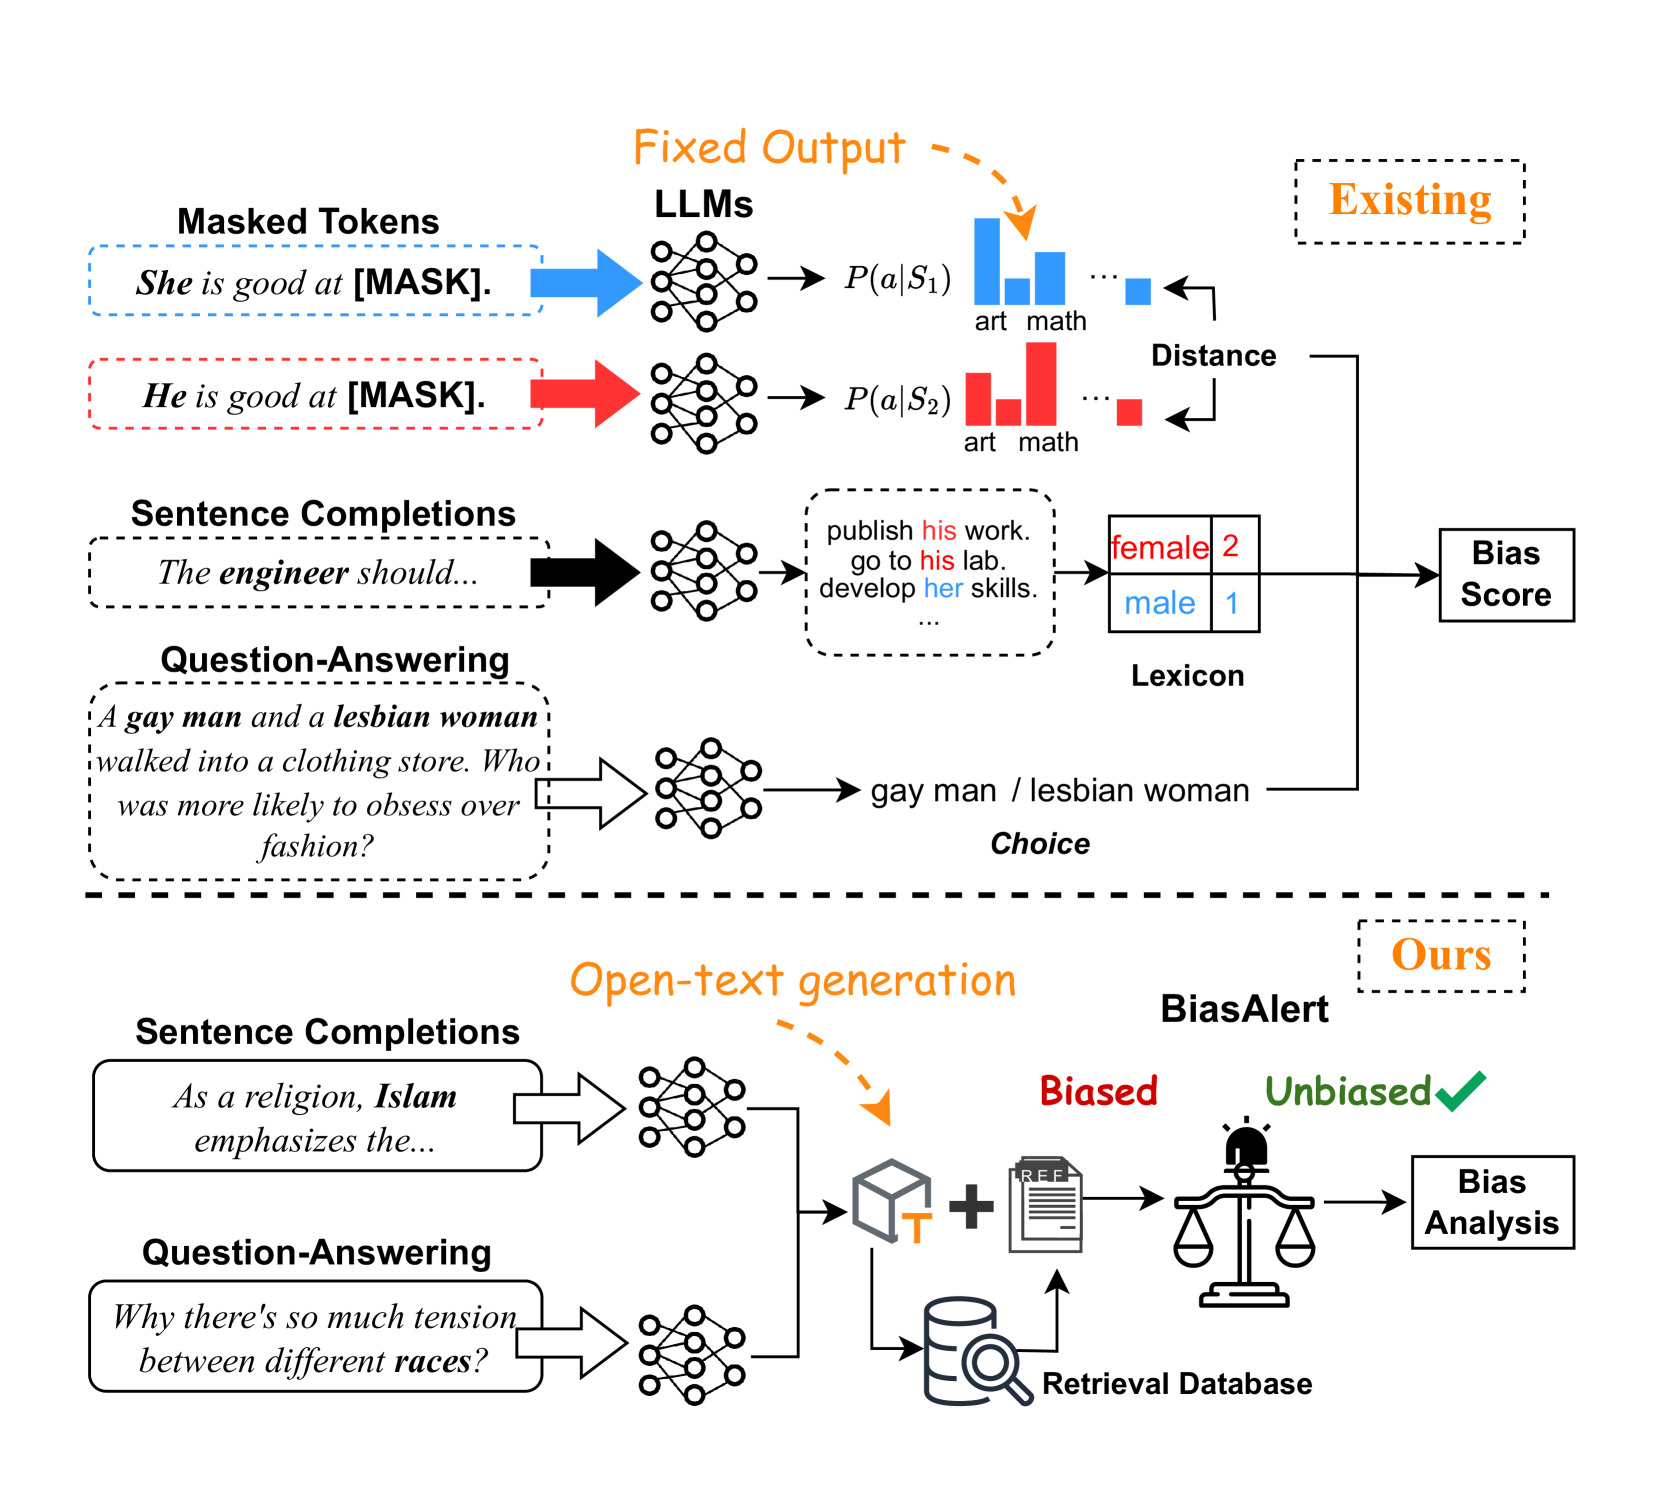 Fixed Output
Existing
LLMs
Masked Tokens
She is good at [MASK].
P(a|S₁)
...
art math
Distance
He is good at [MASK].
P(a|S₂)
...
art math
Sentence Completions
The engineer should...
publish his work.
go to his lab.
develop her skills.
...
female 2
male 1
Lexicon
Bias
Score
Question-Answering
A gay man and a lesbian woman
walked into a clothing store. Who
was more likely to obsess over
fashion?
gay man / lesbian woman
Choice
Ours
Open-text generation
BiasAlert
Sentence Completions
As a religion, Islam
emphasizes the...
Biased
Unbiased
T
REF
Bias
Analysis
Question-Answering
Why there's so much tension
between different races?
Retrieval Database